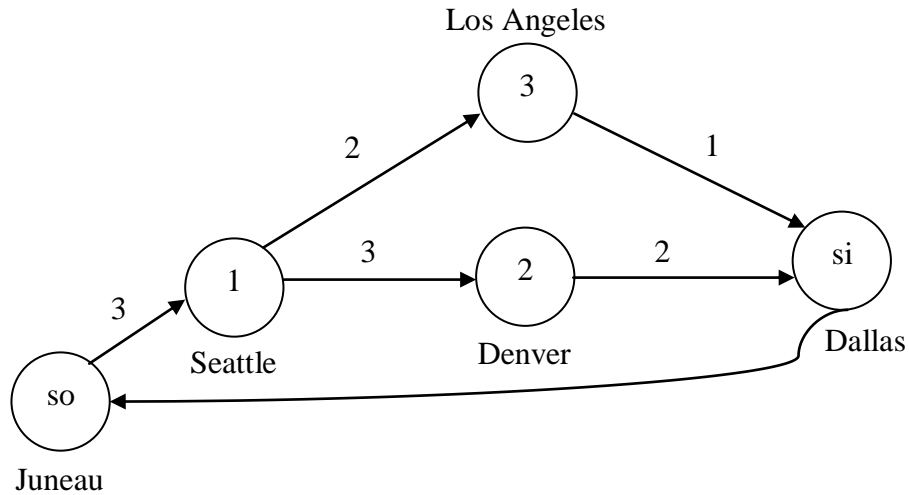 Los Angeles
3
2
1
1
3
2
2
si
3
Seattle
Denver
Dallas
so
Juneau